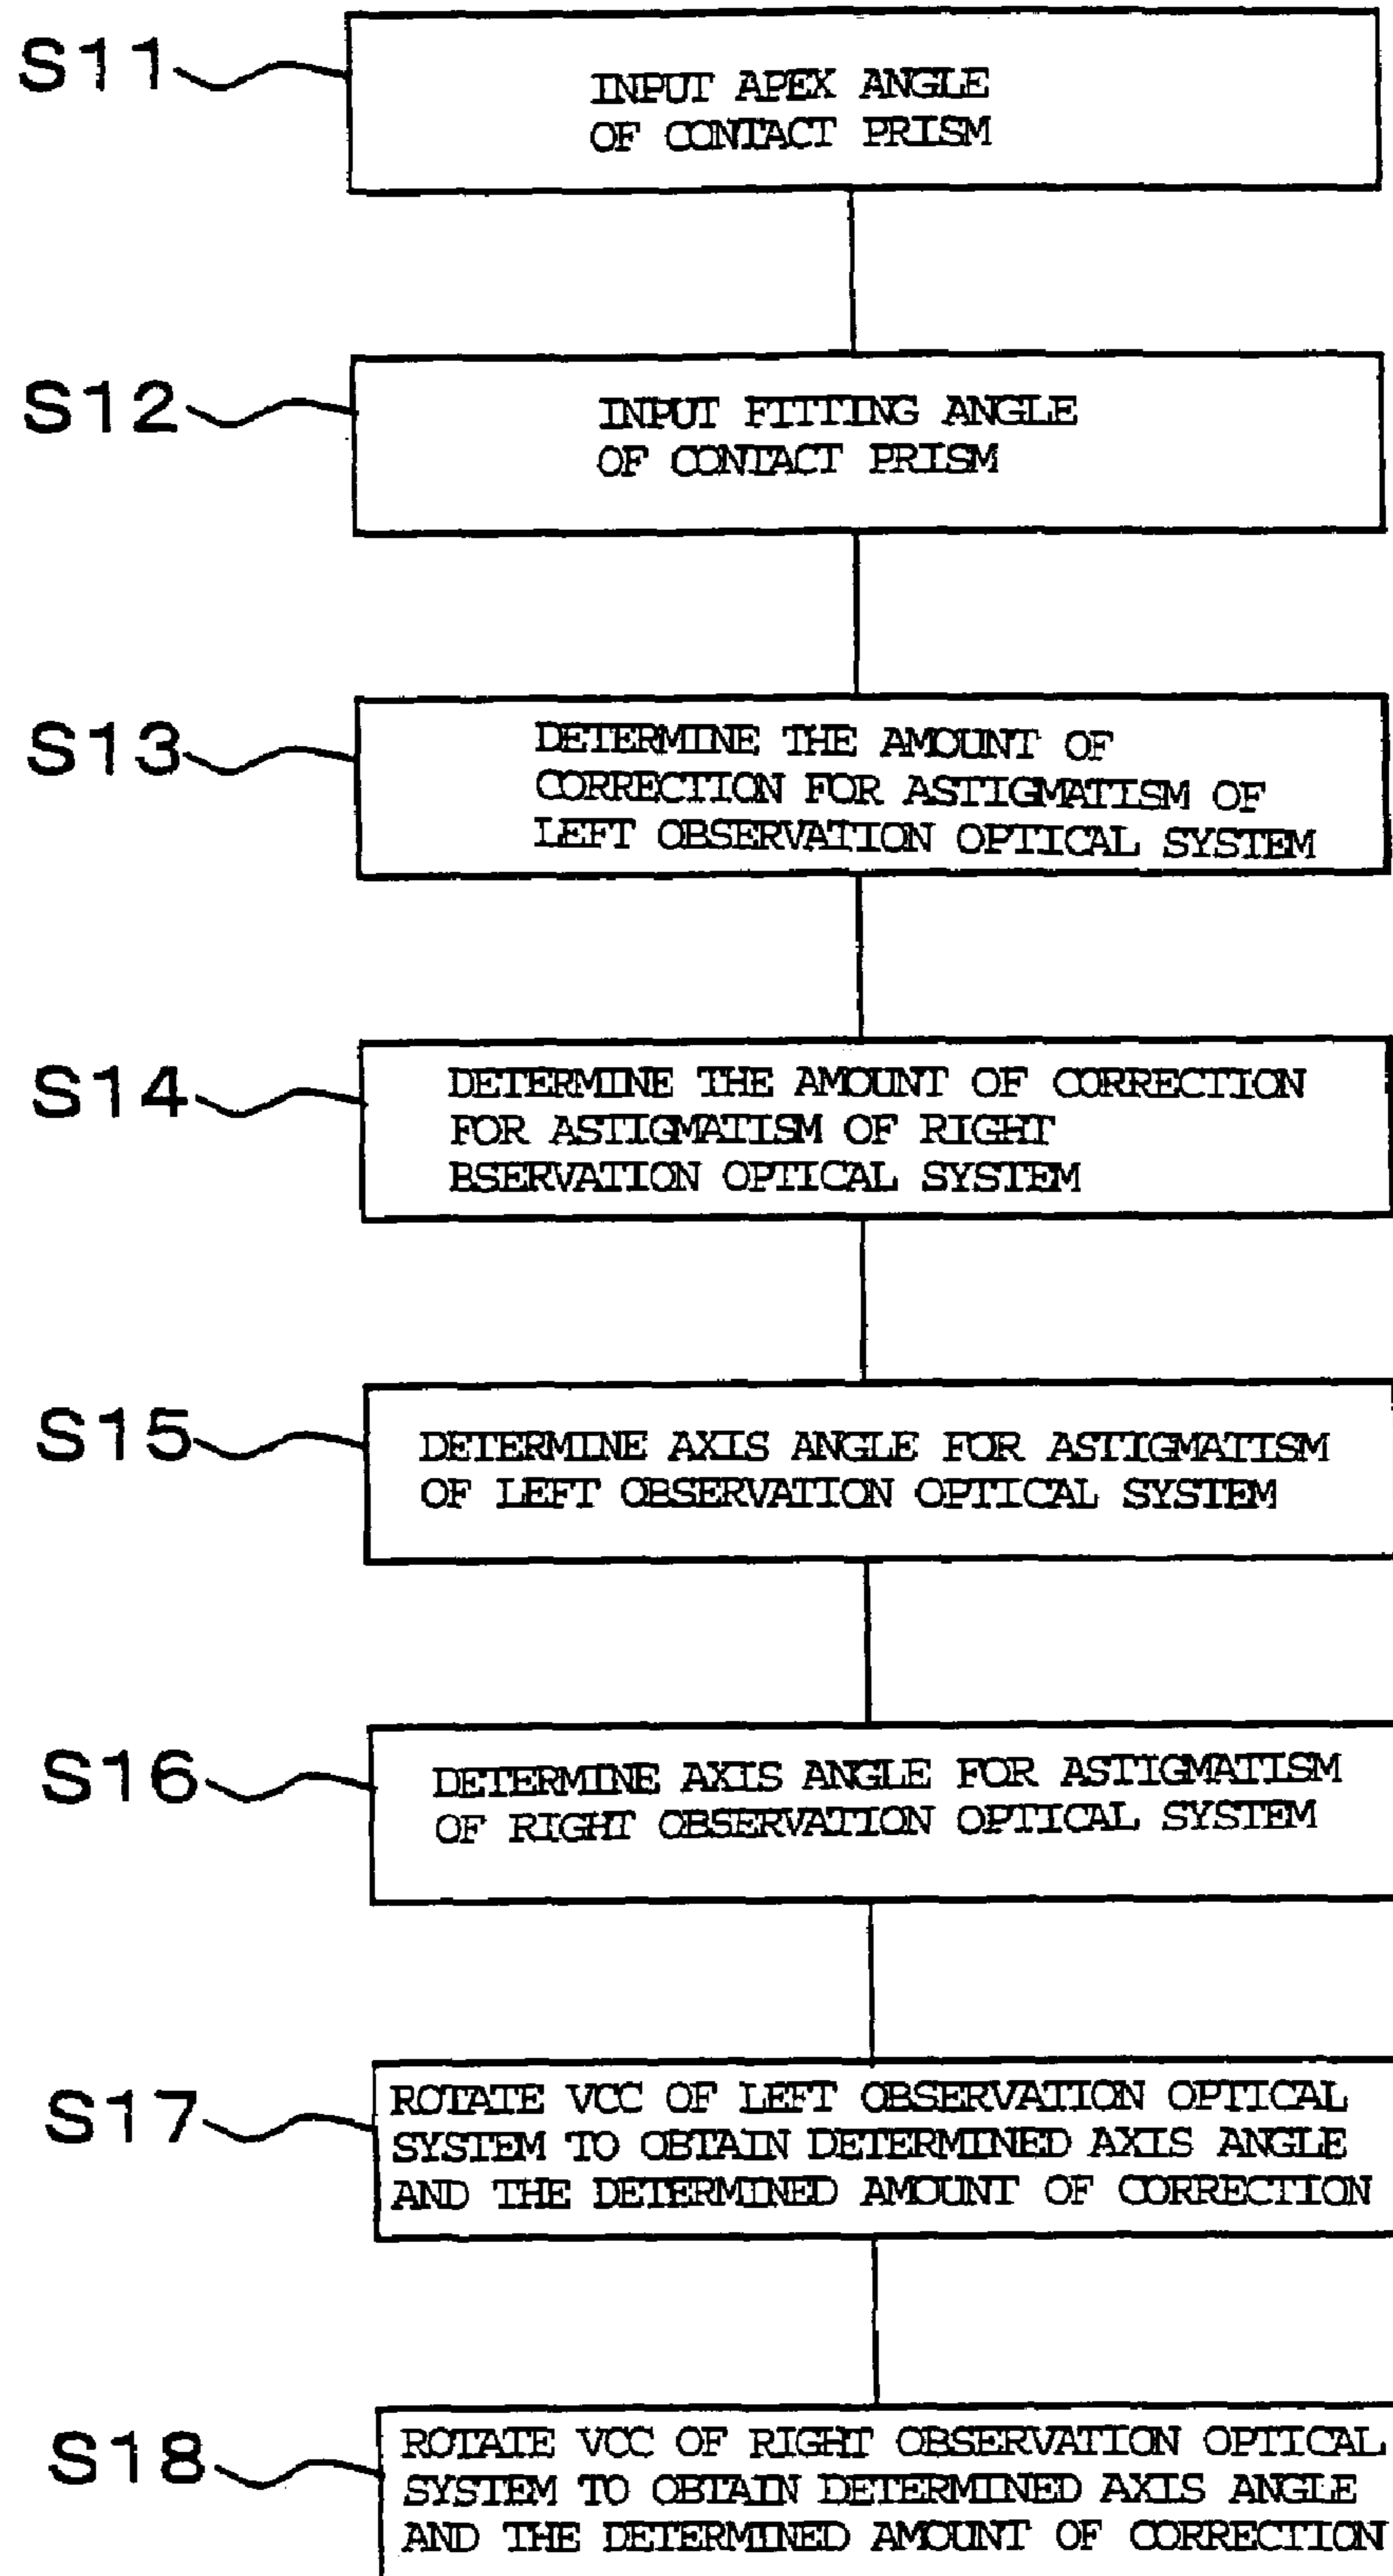 S11
INPUT APEX ANGLE
OF CONTACT PRISM
S12
INPUT FITTING ANGLE
OF CONTACT PRISM
S13
DETERMINE THE AMOUNT OF
CORRECTION FOR ASTIGMATISM OF
LEFT OBSERVATION OPTICAL SYSTEM
S14
DETERMINE THE AMOUNT OF CORRECTION
FOR ASTIGMATISM OF RIGHT
BSERVATION OPTICAL SYSTEM
S15
DETERMINE AXIS ANGLE FOR ASTIGMATISM
OF LEFT OBSERVATION OPTICAL SYSTEM
S16
DETERMINE AXIS ANGLE FOR ASTIGMATISM
OF RIGHT OBSERVATION OPTICAL SYSTEM
S17
ROTATE VCC OF LEFT OBSERVATION OPTICAL
SYSTEM TO OBTAIN DETERMINED AXIS ANGLE
AND THE DETERMINED AMOUNT OF CORRECTION
S18
ROTATE VCC OF RIGHT OBSERVATION OPTICAL
SYSTEM TO OBTAIN DETERMINED AXIS ANGLE
AND THE DETERMINED AMOUNT OF CORRECTION